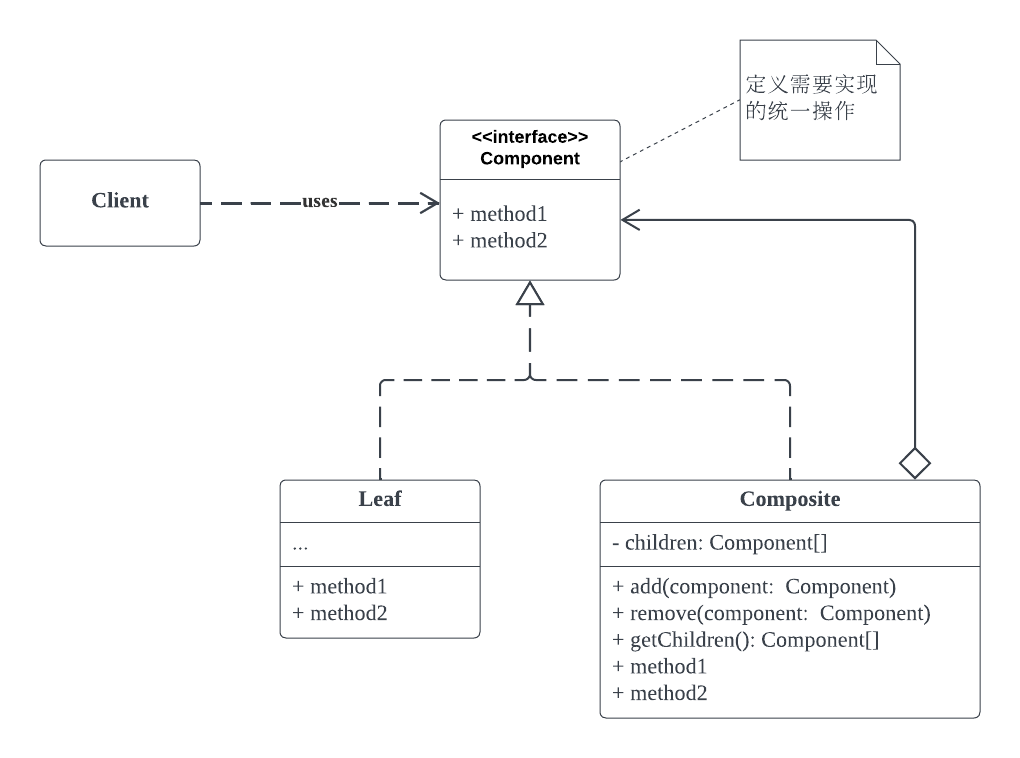 定义需要实现
的统一操作
<<interface>>
Component
+ method1
+ method2
Client
uses
Leaf
...
+ method1
+ method2
Composite
- children: Component[]
+ add(component:  Component)
+ remove(component:  Component)
+ getChildren(): Component[]
+ method1
+ method2